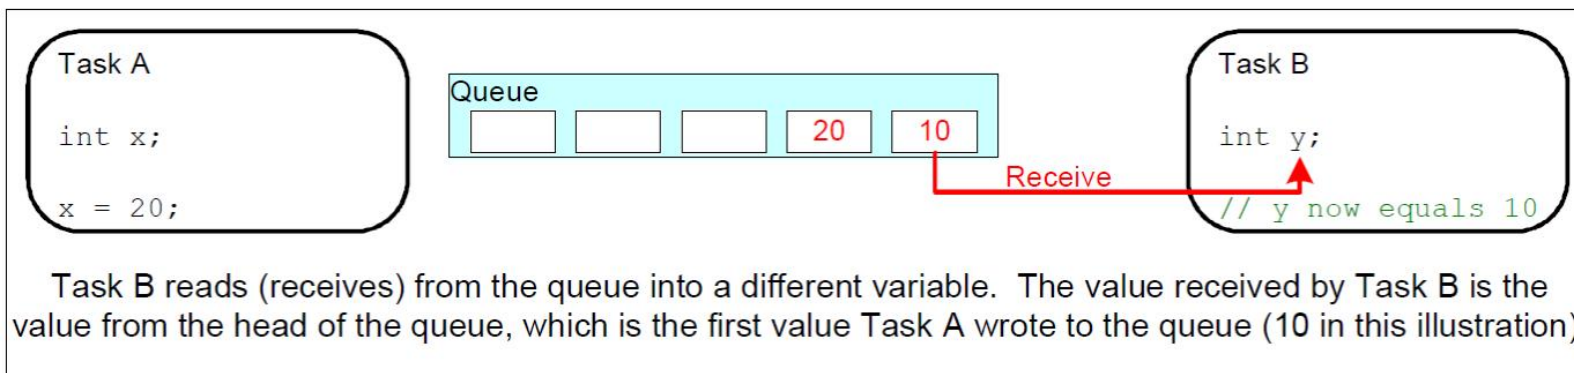 Task A
int x;
x = 20;
Queue
20 10
Receive
Task B
int y;
// y now equals 10
Task B reads (receives) from the queue into a different variable.  The value received by Task B is the
value from the head of the queue, which is the first value Task A wrote to the queue (10 in this illustration)